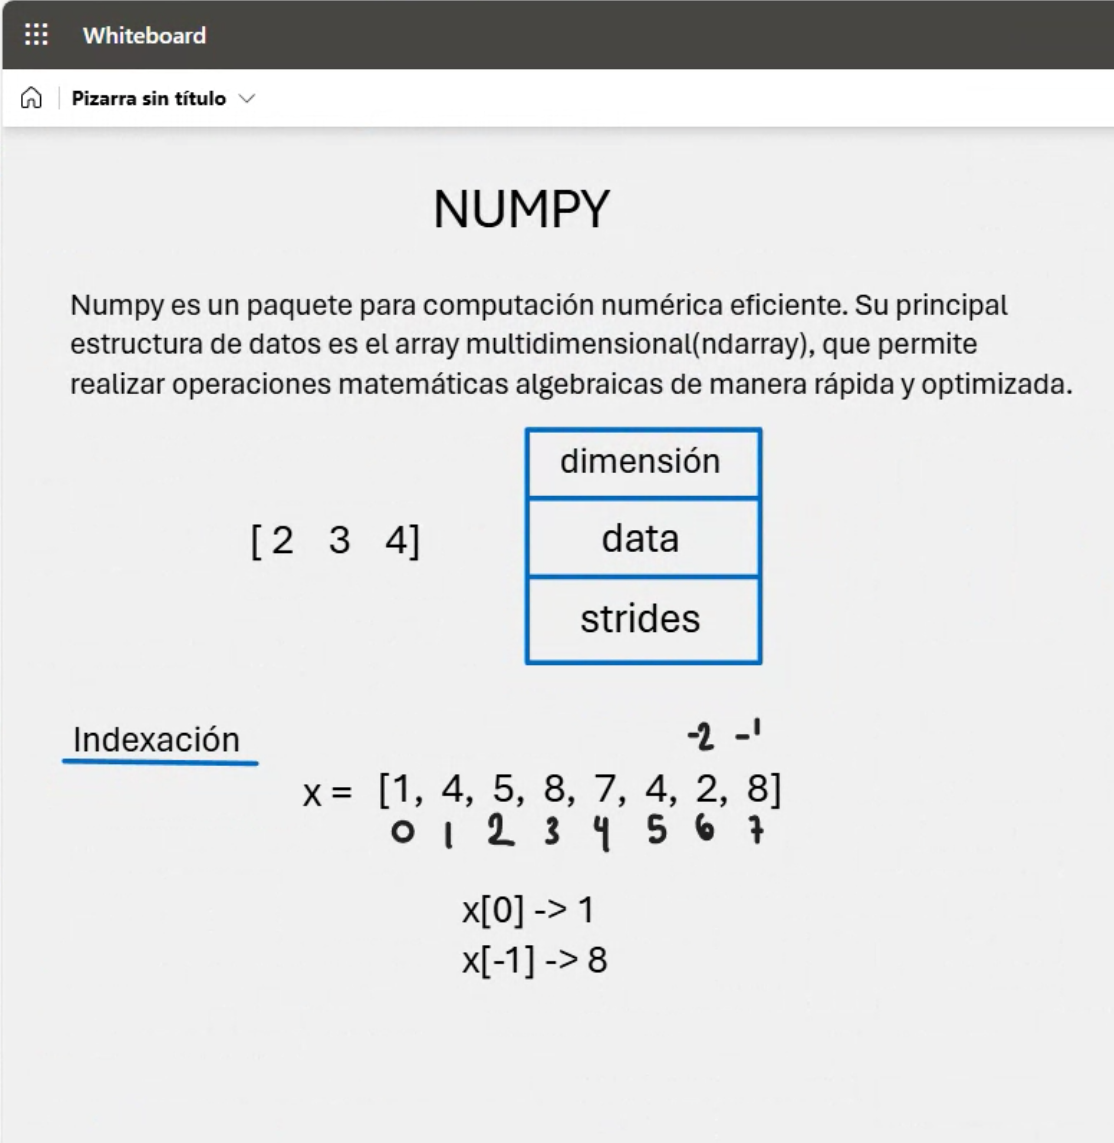 Whiteboard
Pizarra sin título
NUMPY
Numpy es un paquete para computación numérica eficiente. Su principal
estructura de datos es el array multidimensional(ndarray), que permite
realizar operaciones matemáticas algebraicas de manera rápida y optimizada.
dimensión
[ 2 3 4]
data
strides
Indexación
-2 -1
x = [1, 4, 5, 8, 7, 4, 2, 8]
0 1 2 3 4 5 6 7
x[0] -> 1
x[-1] -> 8